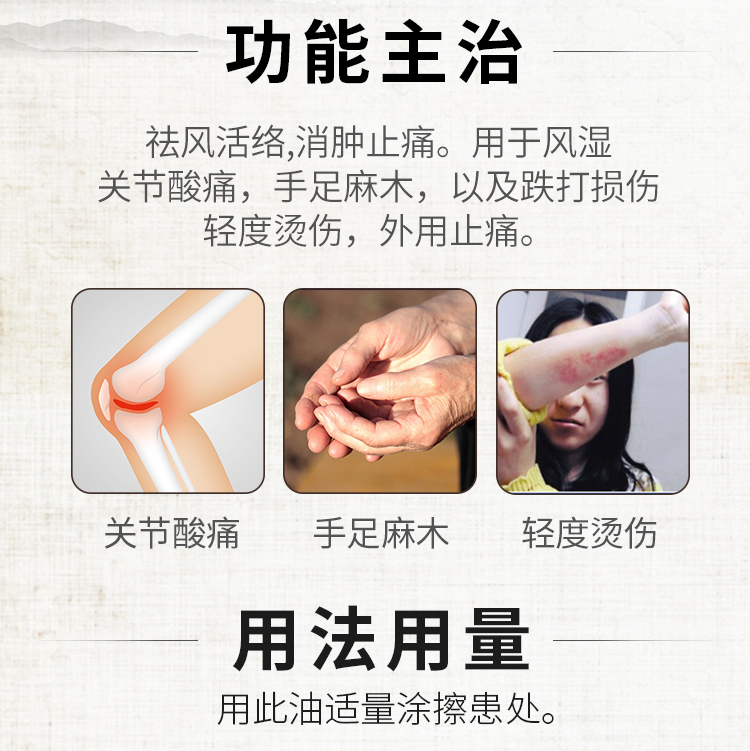 功能主治
祛风活络,消肿止痛。用于风湿
关节酸痛，手足麻木，以及跌打损伤
轻度烫伤，外用止痛。
关节酸痛 手足麻木 轻度烫伤
用法用量
用此油适量涂擦患处。